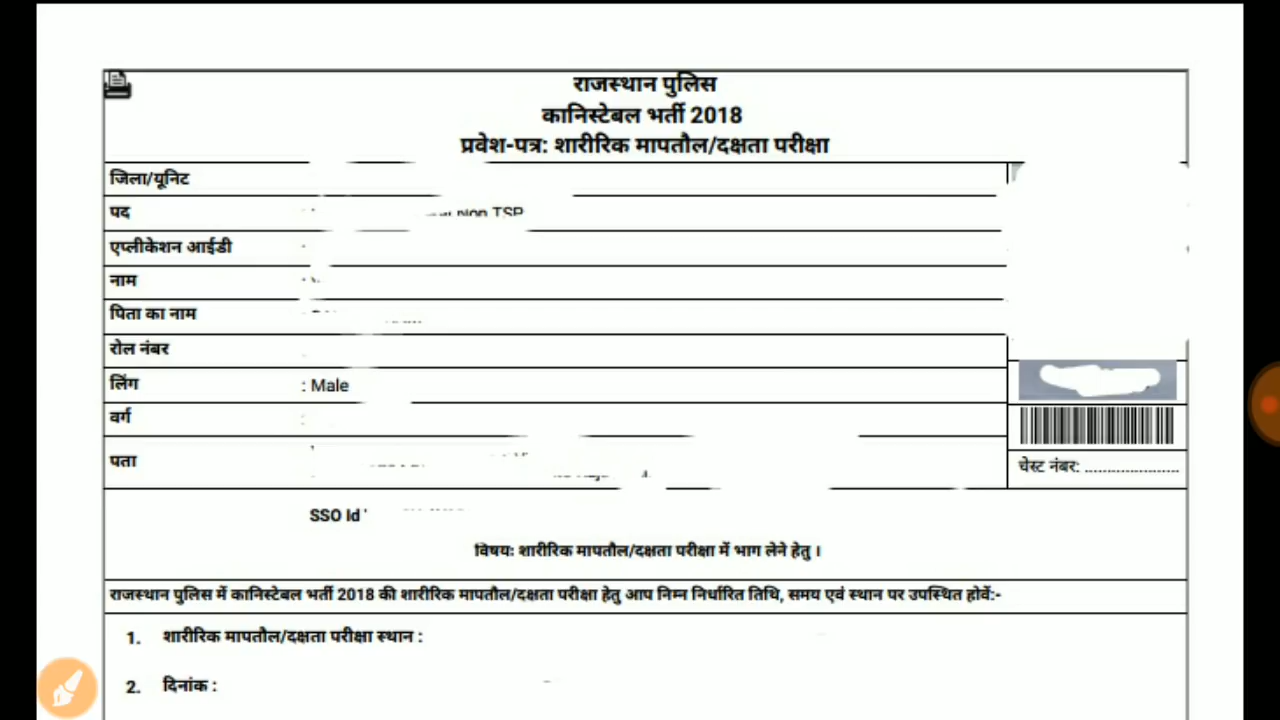 राजस्थान पुलिस
कानिस्टेबल भर्ती 2018
प्रवेश-पत्र: शारीरिक मापतौल/दक्षता परीक्षा
जिला/यूनिट
पद : TSP
एप्लीकेशन आईडी :
नाम :
पिता का नाम :
रोल नंबर :
लिंग : Male
वर्ग :
पता
चेस्ट नंबर: ........................
SSO Id
विषय: शारीरिक मापतौल/दक्षता परीक्षा में भाग लेने हेतु ।
राजस्थान पुलिस में कानिस्टेबल भर्ती 2018 की शारीरिक मापतौल/दक्षता परीक्षा हेतु आप निम्न निर्धारित तिथि, समय एवं स्थान पर उपस्थित होवें:-
1. शारीरिक मापतौल/दक्षता परीक्षा स्थान :
2. दिनांक :